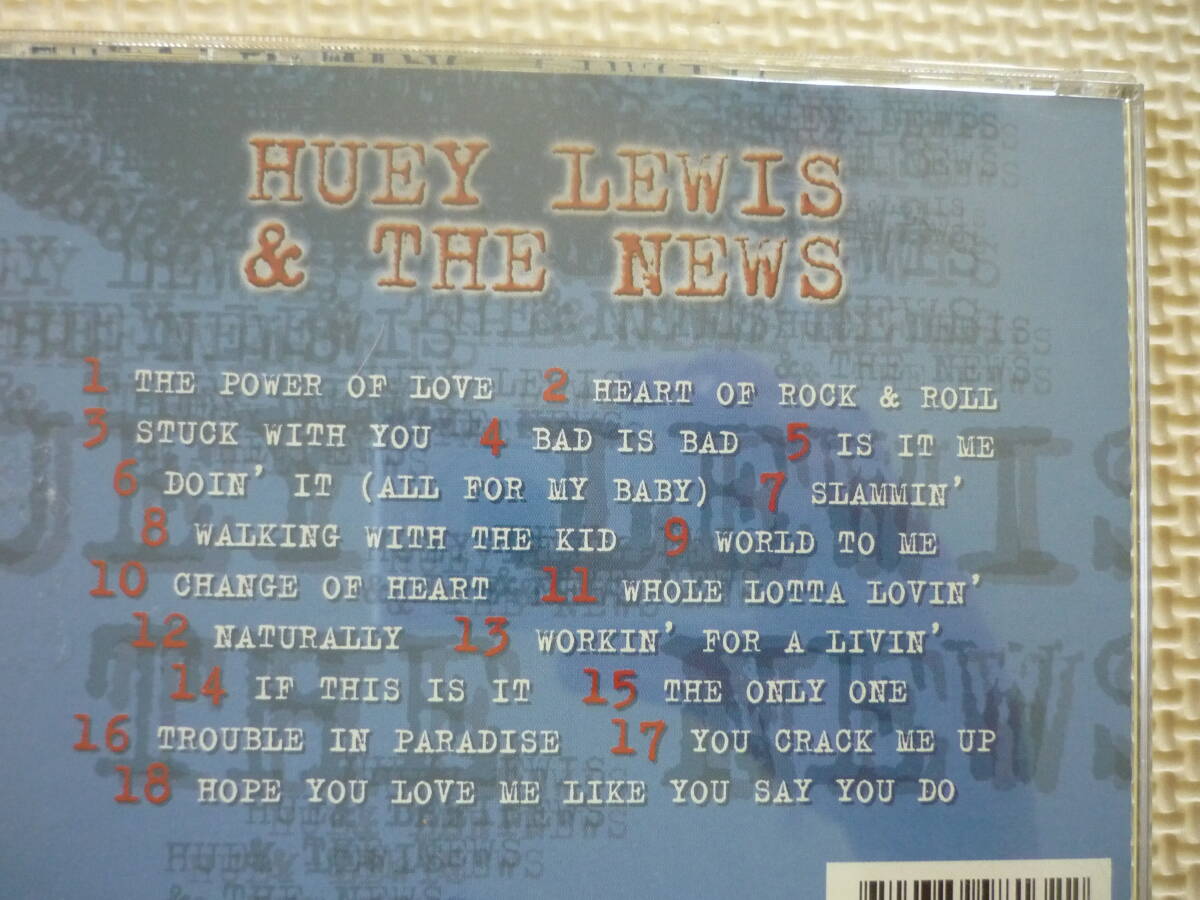 HUEY LEWIS
& THE NEWS
1 THE POWER OF LOVE 2 HEART OF ROCK & ROLL
3 STUCK WITH YOU 4 BAD IS BAD 5 IS IT ME
6 DOIN' IT (ALL FOR MY BABY) 7 SLAMMIN'
8 WALKING WITH THE KID 9 WORLD TO ME
10 CHANGE OF HEART 11 WHOLE LOTTA LOVIN'
12 NATURALLY 13 WORKIN' FOR A LIVIN'
14 IF THIS IS IT 15 THE ONLY ONE
16 TROUBLE IN PARADISE 17 YOU CRACK ME UP
18 HOPE YOU LOVE ME LIKE YOU SAY YOU DO